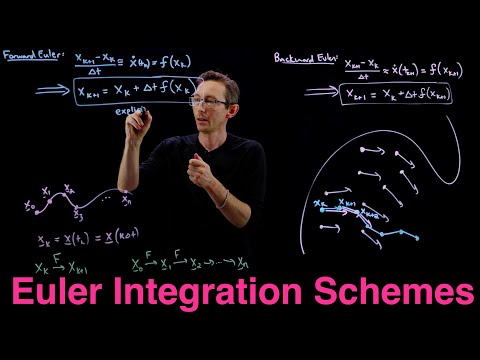 Forward Euler: x_{k+1} - x_k / Δt ≅ ẋ(t_k) = f(x_k)
⟹ x_{k+1} = x_k + Δt f(x_k)
explici
Backward Euler:
x_{k+1} - x_k / Δt ≈ ẋ(t_{k+1}) = f(x_{k+1})
⟹ x_{k+1} = x_k + Δt f(x_{k+1})
x_0 x_1 x_2 x_3 ... x_n
x_k = x(t_k) = x(kΔt)
x_k →F x_{k+1}
x_0 →F x_1 →F x_2 → ... → x_n
x_k x_{k+1} x_{k+2}
Euler Integration Schemes